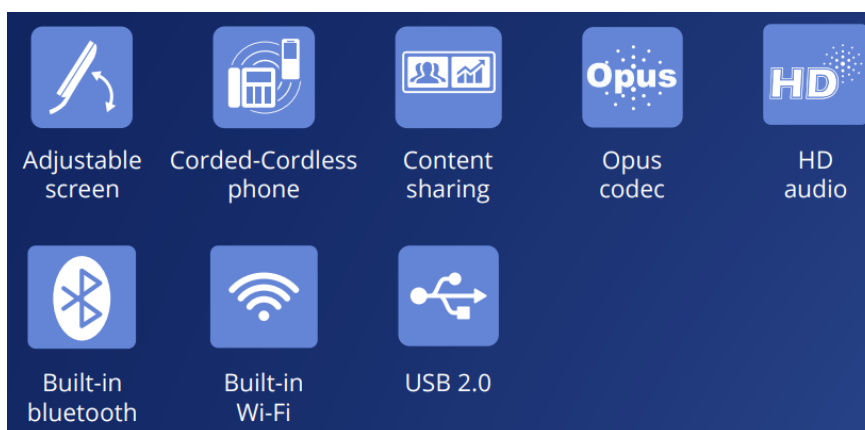 Opus
HD
Adjustable screen
Corded-Cordless phone
Content sharing
Opus codec
HD audio
Built-in bluetooth
Built-in Wi-Fi
USB 2.0